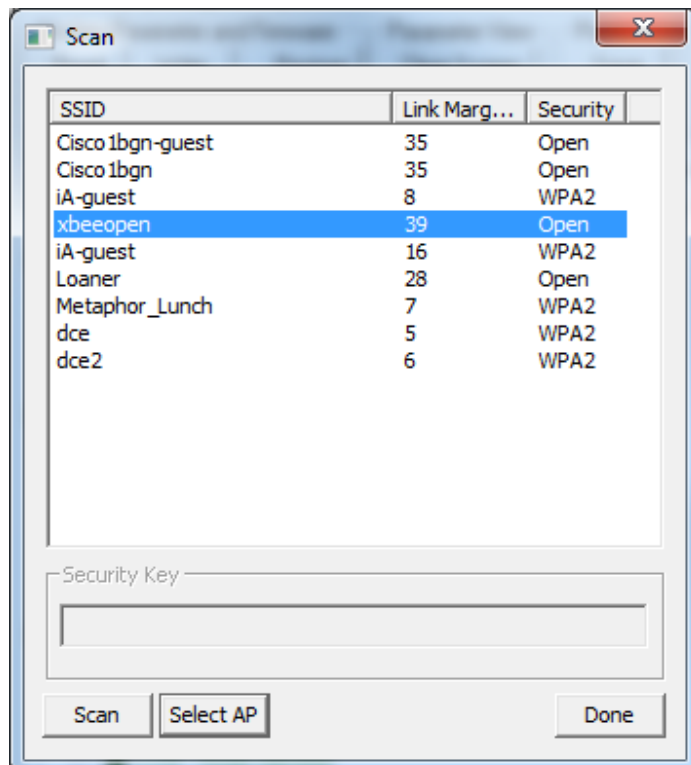 Scan
SSID Link Marg... Security
Cisco1bgn-guest 35 Open
Cisco1bgn 35 Open
iA-guest 8 WPA2
xbeeopen 39 Open
iA-guest 16 WPA2
Loaner 28 Open
Metaphor_Lunch 7 WPA2
dce 5 WPA2
dce2 6 WPA2
Security Key
Scan Select AP Done